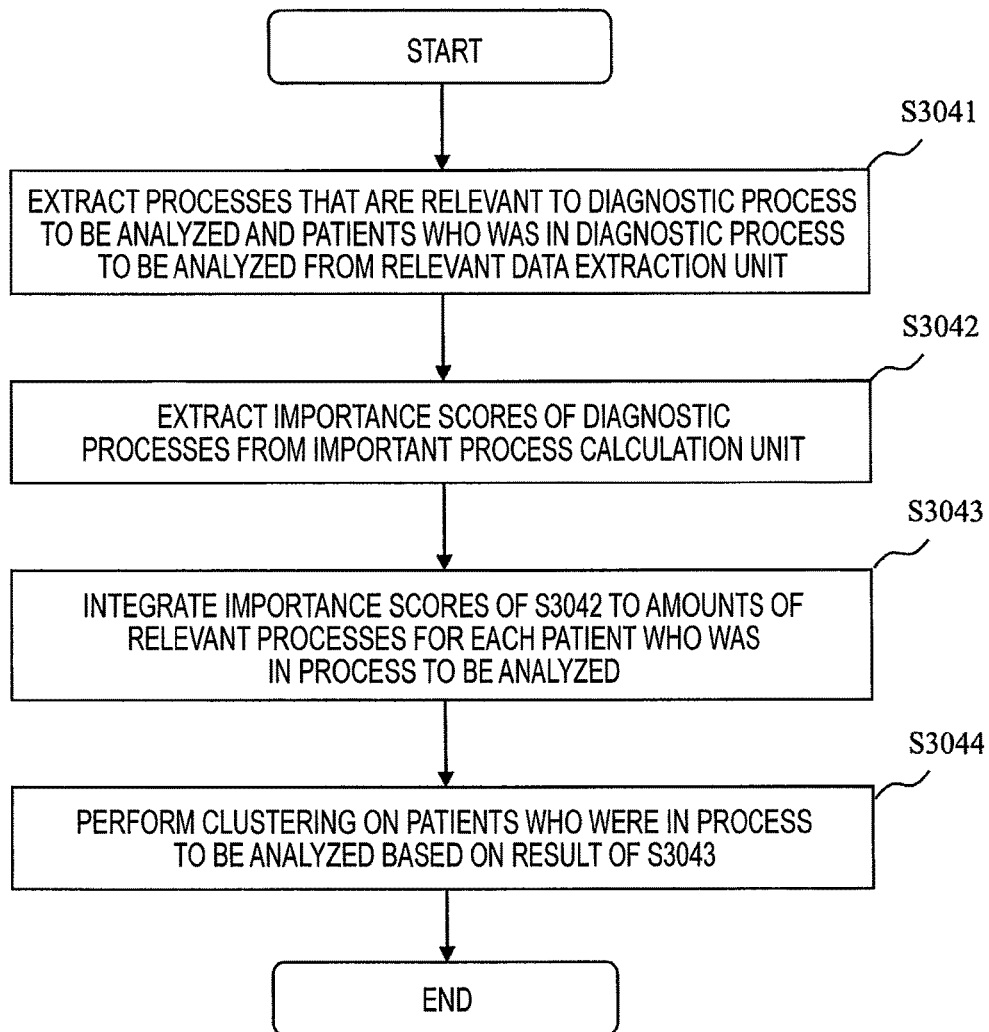 START
S3041
EXTRACT PROCESSES THAT ARE RELEVANT TO DIAGNOSTIC PROCESS
TO BE ANALYZED AND PATIENTS WHO WAS IN DIAGNOSTIC PROCESS
TO BE ANALYZED FROM RELEVANT DATA EXTRACTION UNIT
S3042
EXTRACT IMPORTANCE SCORES OF DIAGNOSTIC
PROCESSES FROM IMPORTANT PROCESS CALCULATION UNIT
S3043
INTEGRATE IMPORTANCE SCORES OF S3042 TO AMOUNTS OF
RELEVANT PROCESSES FOR EACH PATIENT WHO WAS
IN PROCESS TO BE ANALYZED
S3044
PERFORM CLUSTERING ON PATIENTS WHO WERE IN PROCESS
TO BE ANALYZED BASED ON RESULT OF S3043
END